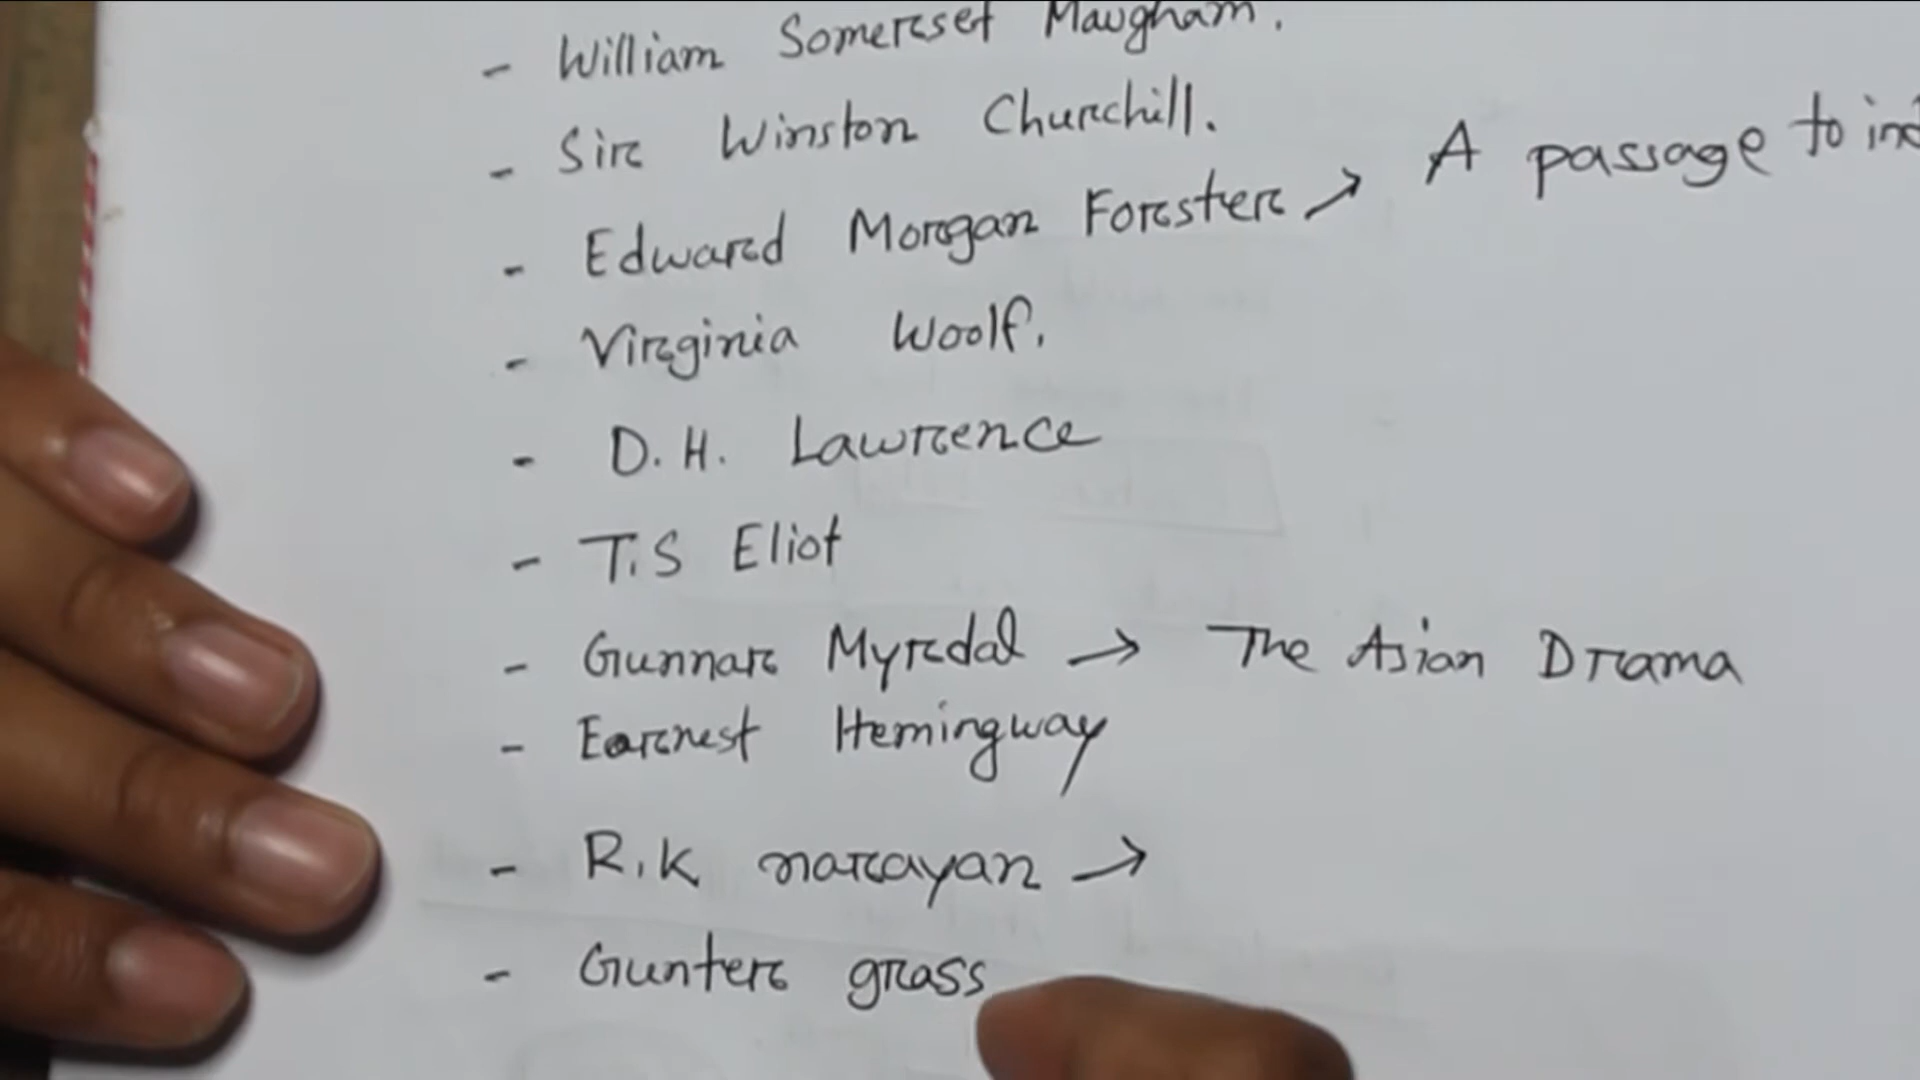 - William Somerset Maugham.
- Sir Winston Churchill.
- Edward Morgan Forster → A passage to
- Virginia Woolf.
- D. H. Lawrence
- T.S Eliot
- Gunnar Myrdal → The Asian Drama
- Earnest Hemingway
- R.K narayan →
- Gunter grass